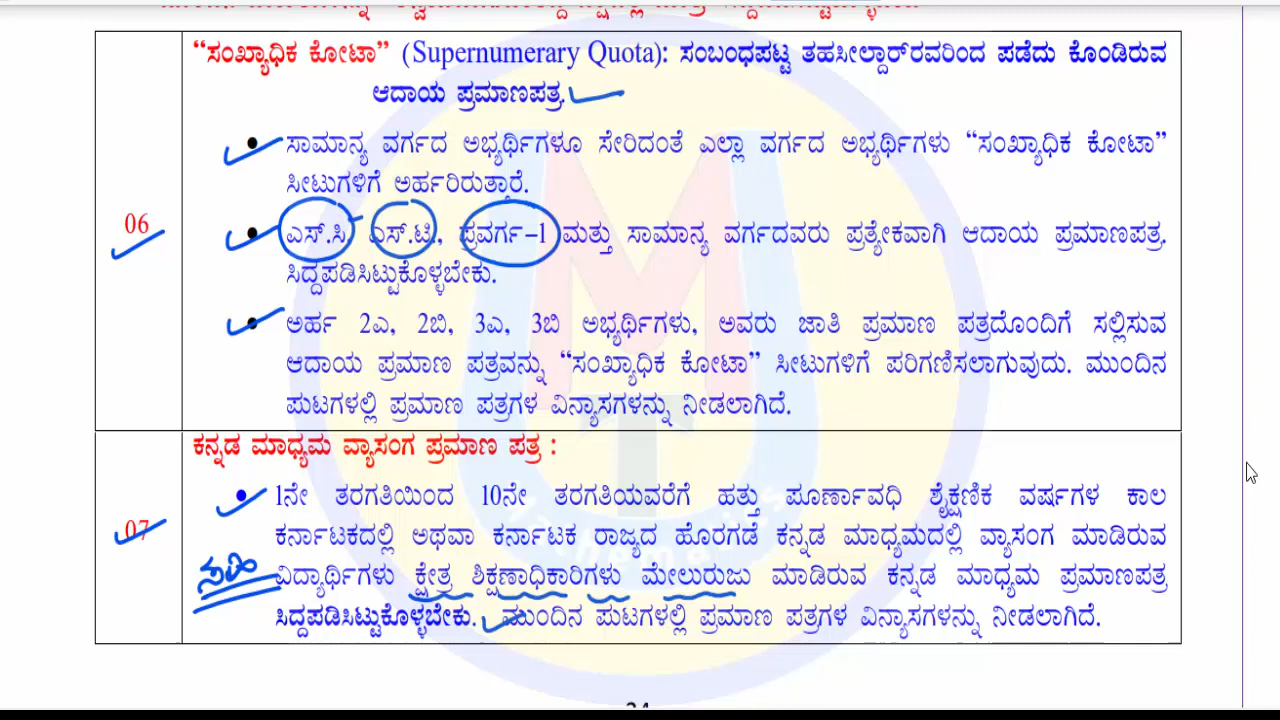 “ಸಂಖ್ಯಾಧಿಕ ಕೋಟಾ” (Supernumerary Quota): ಸಂಬಂಧಪಟ್ಟ ತಹಸೀಲ್ದಾರ್‌ರವರಿಂದ ಪಡೆದು ಕೊಂಡಿರುವ
ಆದಾಯ ಪ್ರಮಾಣಪತ್ರ.
• ಸಾಮಾನ್ಯ ವರ್ಗದ ಅಭ್ಯರ್ಥಿಗಳೂ ಸೇರಿದಂತೆ ಎಲ್ಲಾ ವರ್ಗದ ಅಭ್ಯರ್ಥಿಗಳು “ಸಂಖ್ಯಾಧಿಕ ಕೋಟಾ”
ಸೀಟುಗಳಿಗೆ ಅರ್ಹರಿರುತ್ತಾರೆ.
06
• ಎಸ್.ಸಿ, ಎಸ್.ಟಿ, ಪ್ರವರ್ಗ-1 ಮತ್ತು ಸಾಮಾನ್ಯ ವರ್ಗದವರು ಪ್ರತ್ಯೇಕವಾಗಿ ಆದಾಯ ಪ್ರಮಾಣಪತ್ರ
ಸಿದ್ದಪಡಿಸಿಟ್ಟುಕೊಳ್ಳಬೇಕು.
• ಅರ್ಹ 2ಎ, 2ಬಿ, 3ಎ, 3ಬಿ ಅಭ್ಯರ್ಥಿಗಳು, ಅವರು ಜಾತಿ ಪ್ರಮಾಣ ಪತ್ರದೊಂದಿಗೆ ಸಲ್ಲಿಸುವ
ಆದಾಯ ಪ್ರಮಾಣ ಪತ್ರವನ್ನು “ಸಂಖ್ಯಾಧಿಕ ಕೋಟಾ” ಸೀಟುಗಳಿಗೆ ಪರಿಗಣಿಸಲಾಗುವುದು. ಮುಂದಿನ
ಪುಟಗಳಲ್ಲಿ ಪ್ರಮಾಣ ಪತ್ರಗಳ ವಿನ್ಯಾಸಗಳನ್ನು ನೀಡಲಾಗಿದೆ.
ಕನ್ನಡ ಮಾಧ್ಯಮ ವ್ಯಾಸಂಗ ಪ್ರಮಾಣ ಪತ್ರ :
• 1ನೇ ತರಗತಿಯಿಂದ 10ನೇ ತರಗತಿಯವರೆಗೆ ಹತ್ತು ಪೂರ್ಣಾವಧಿ ಶೈಕ್ಷಣಿಕ ವರ್ಷಗಳ ಕಾಲ
07
ಕರ್ನಾಟಕದಲ್ಲಿ ಅಥವಾ ಕರ್ನಾಟಕ ರಾಜ್ಯದ ಹೊರಗಡೆ ಕನ್ನಡ ಮಾಧ್ಯಮದಲ್ಲಿ ವ್ಯಾಸಂಗ ಮಾಡಿರುವ
ವಿದ್ಯಾರ್ಥಿಗಳು ಕ್ಷೇತ್ರ ಶಿಕ್ಷಣಾಧಿಕಾರಿಗಳು ಮೇಲುರುಜು ಮಾಡಿರುವ ಕನ್ನಡ ಮಾಧ್ಯಮ ಪ್ರಮಾಣಪತ್ರ
ಸಿದ್ದಪಡಿಸಿಟ್ಟುಕೊಳ್ಳಬೇಕು. ಮುಂದಿನ ಪುಟಗಳಲ್ಲಿ ಪ್ರಮಾಣ ಪತ್ರಗಳ ವಿನ್ಯಾಸಗಳನ್ನು ನೀಡಲಾಗಿದೆ.